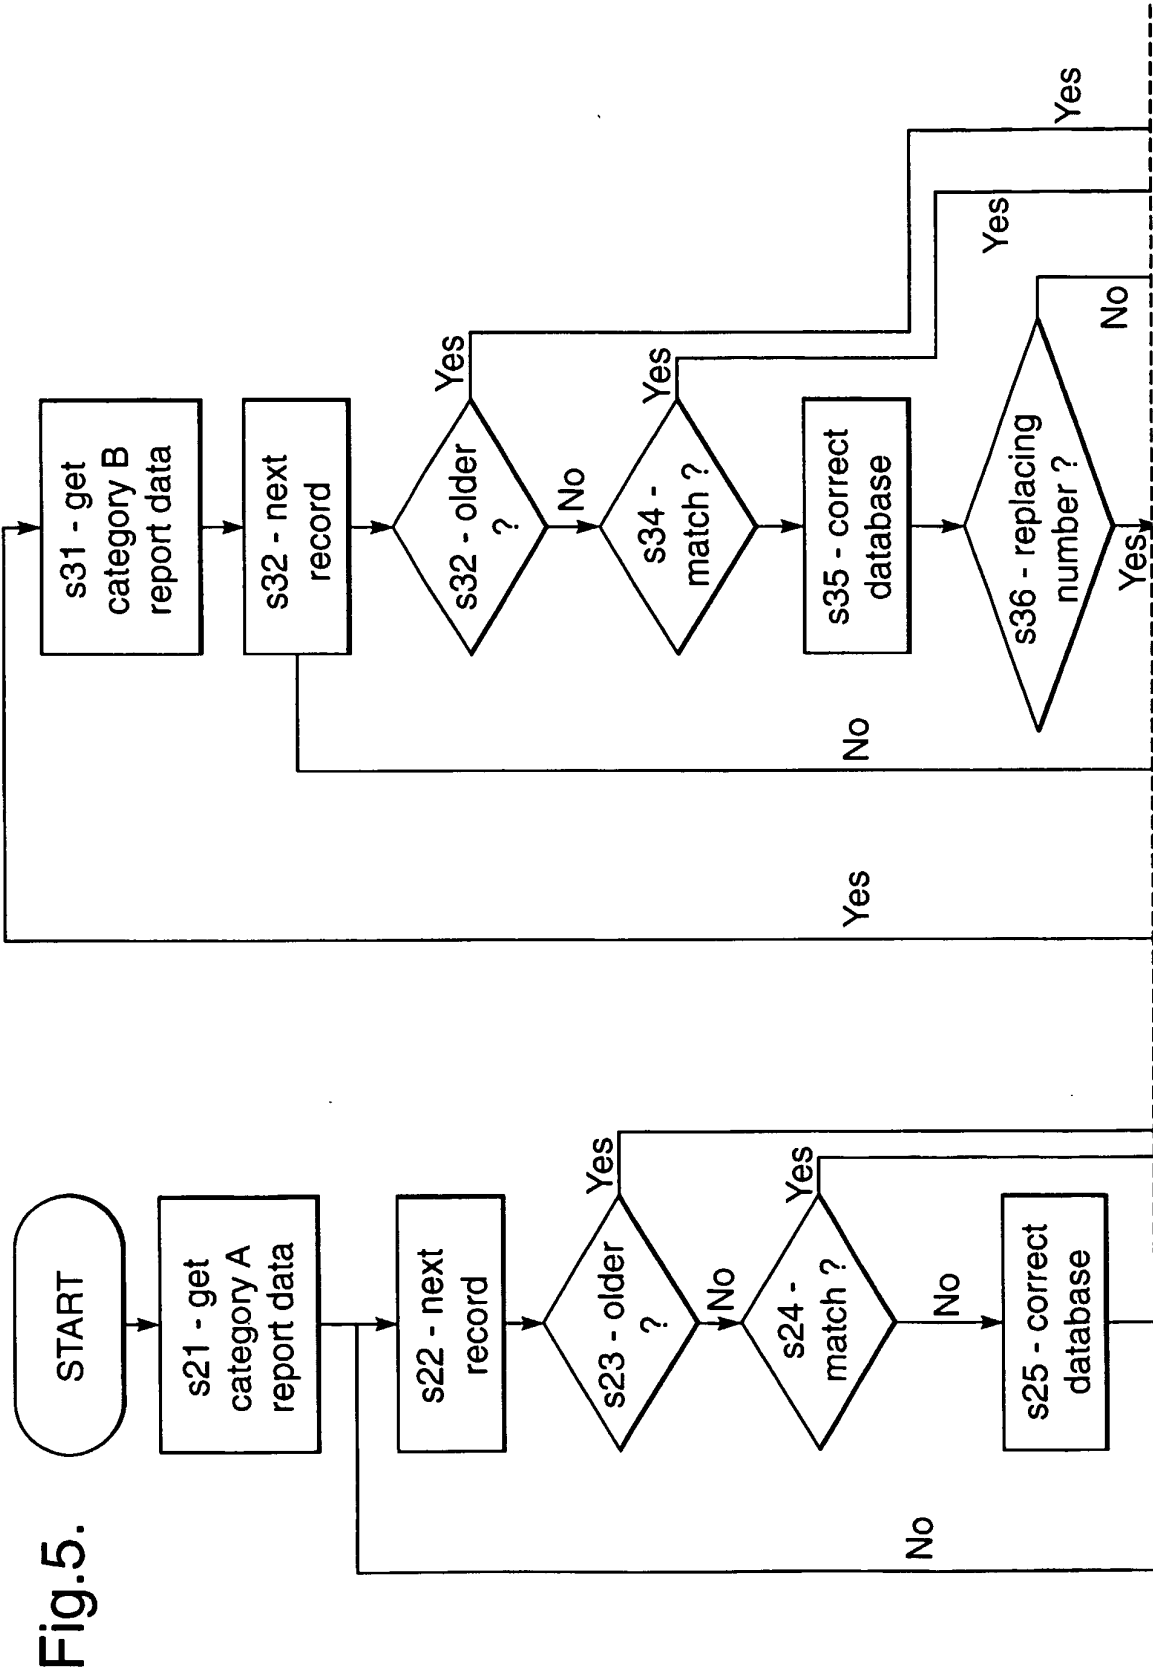 Fig.5.
START
s21 - get
category A
report data
s22 - next
record
s23 - older
?
Yes
No
s24 -
match ?
Yes
No
s25 - correct
database
No
Yes
s31 - get
category B
report data
s32 - next
record
No
s32 - older
?
Yes
No
s34 -
match ?
Yes
s35 - correct
database
s36 - replacing
number ?
Yes
No
Yes
Yes